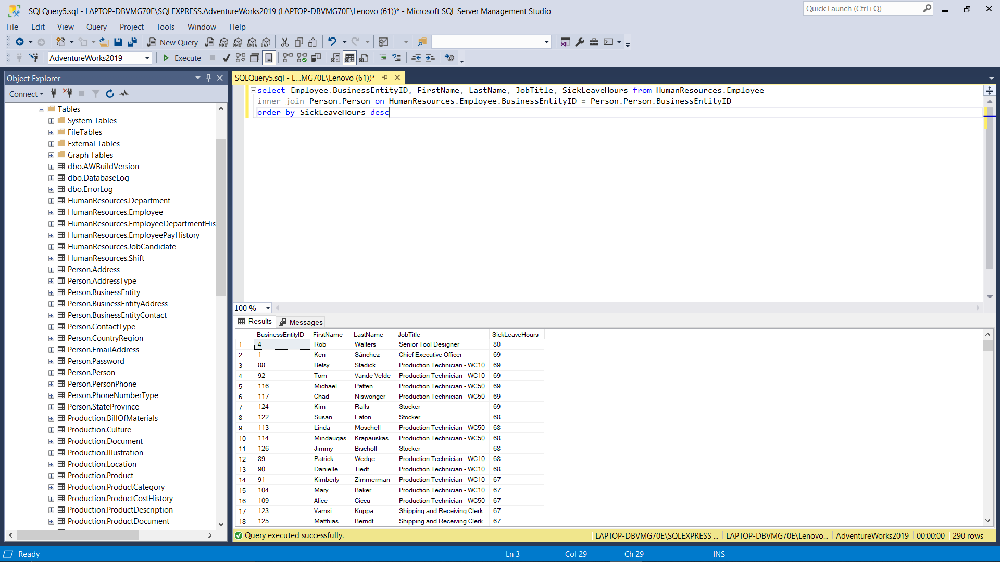 SQLQuery5.sql - LAPTOP-DBVMG70E\SQLEXPRESS.AdventureWorks2019 (LAPTOP-DBVMG70E\Lenovo (61))* - Microsoft SQL Server Management Studio
Quick Launch (Ctrl+Q)
File Edit View Query Project Tools Window Help
New Query MDX DMX XMLA DAX
AdventureWorks2019 Execute
Object Explorer
Connect
Tables
System Tables
FileTables
External Tables
Graph Tables
dbo.AWBuildVersion
dbo.DatabaseLog
dbo.ErrorLog
HumanResources.Department
HumanResources.Employee
HumanResources.EmployeeDepartmentHis
HumanResources.EmployeePayHistory
HumanResources.JobCandidate
HumanResources.Shift
Person.Address
Person.AddressType
Person.BusinessEntity
Person.BusinessEntityAddress
Person.BusinessEntityContact
Person.ContactType
Person.CountryRegion
Person.EmailAddress
Person.Password
Person.Person
Person.PersonPhone
Person.PhoneNumberType
Person.StateProvince
Production.BillOfMaterials
Production.Culture
Production.Document
Production.Illustration
Production.Location
Production.Product
Production.ProductCategory
Production.ProductCostHistory
Production.ProductDescription
Production.ProductDocument
SQLQuery5.sql - L...MG70E\Lenovo (61))*
select Employee.BusinessEntityID, FirstName, LastName, JobTitle, SickLeaveHours from HumanResources.Employee
inner join Person.Person on HumanResources.Employee.BusinessEntityID = Person.Person.BusinessEntityID
order by SickLeaveHours desc
100 %
Results Messages
BusinessEntityID FirstName LastName JobTitle SickLeaveHours
1 4 Rob Walters Senior Tool Designer 80
2 1 Ken Sánchez Chief Executive Officer 69
3 88 Betsy Stadick Production Technician - WC10 69
4 92 Tom Vande Velde Production Technician - WC10 69
5 116 Michael Patten Production Technician - WC50 69
6 117 Chad Niswonger Production Technician - WC50 69
7 124 Kim Ralls Stocker 69
8 122 Susan Eaton Stocker 68
9 113 Linda Moschell Production Technician - WC50 68
10 114 Mindaugas Krapauskas Production Technician - WC50 68
11 126 Jimmy Bischoff Stocker 68
12 89 Patrick Wedge Production Technician - WC10 68
13 90 Danielle Tiedt Production Technician - WC10 68
14 91 Kimberly Zimmerman Production Technician - WC10 67
15 104 Mary Baker Production Technician - WC10 67
16 109 Alice Ciccu Production Technician - WC50 67
17 123 Vamsi Kuppa Shipping and Receiving Clerk 67
18 125 Matthias Berndt Shipping and Receiving Clerk 67
Query executed successfully.
LAPTOP-DBVMG70E\SQLEXPRESS ... LAPTOP-DBVMG70E\Lenovo... AdventureWorks2019 00:00:00 290 rows
Ready Ln 3 Col 29 Ch 29 INS